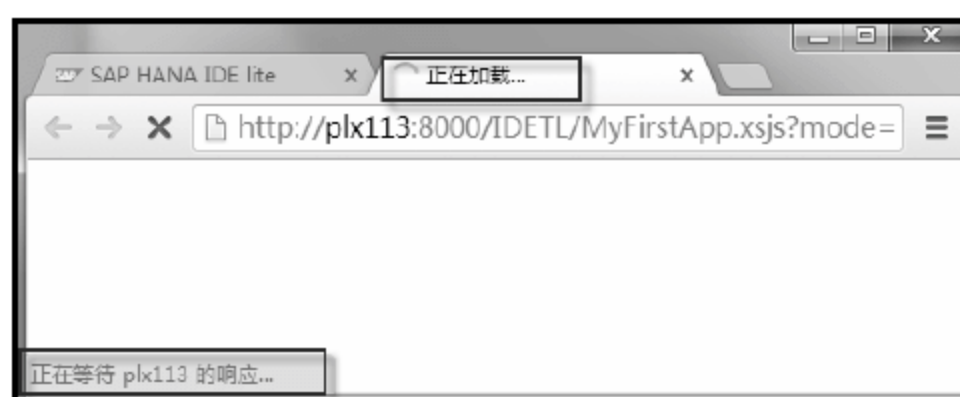 SAP SAP HANA IDE lite
正在加载...
http://plx113:8000/IDETL/MyFirstApp.xsjs?mode=
正在等待 plx113 的响应...